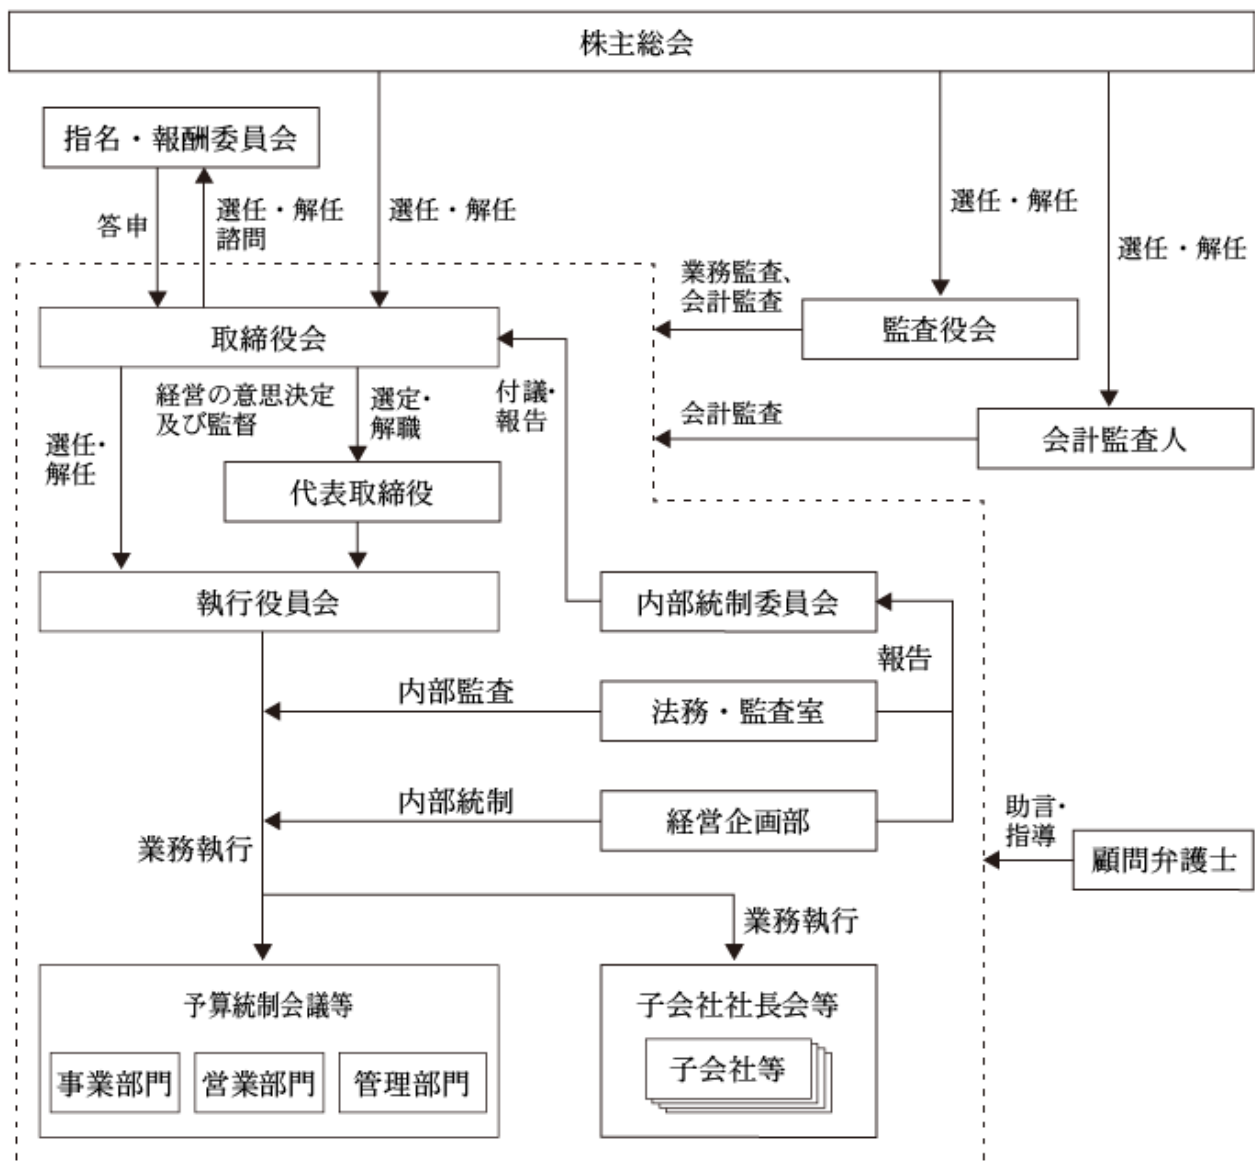 株主総会
指名・報酬委員会
答申
選任・解任
諮問
選任・解任
選任・解任
選任・解任
業務監査、
会計監査
監査役会
取締役会
会計監査
会計監査人
経営の意思決定
及び監督
選定・
解職
付議・
報告
選任・
解任
代表取締役
執行役員会
内部統制委員会
報告
内部監査
法務・監査室
内部統制
経営企画部
業務執行
助言・
指導
顧問弁護士
業務執行
予算統制会議等
事業部門
営業部門
管理部門
子会社社長会等
子会社等